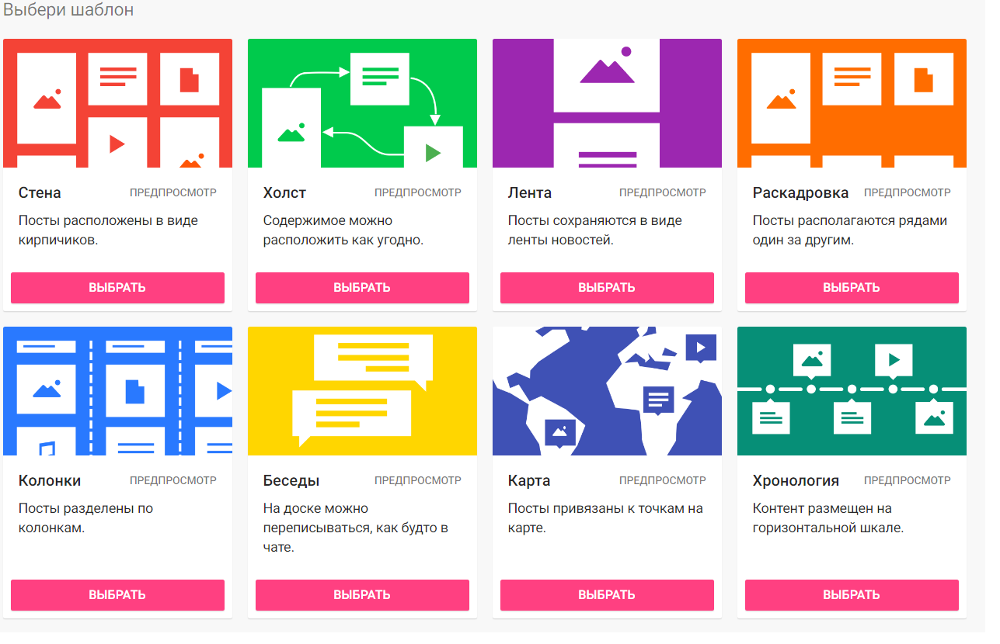 Выбери шаблон
Стена ПРЕДПРОСМОТР
Посты расположены в виде
кирпичиков.
ВЫБРАТЬ
Холст ПРЕДПРОСМОТР
Содержимое можно
расположить как угодно.
ВЫБРАТЬ
Лента ПРЕДПРОСМОТР
Посты сохраняются в виде
ленты новостей.
ВЫБРАТЬ
Раскадровка ПРЕДПРОСМОТР
Посты располагаются рядами
один за другим.
ВЫБРАТЬ
Колонки ПРЕДПРОСМОТР
Посты разделены по
колонкам.
ВЫБРАТЬ
Беседы ПРЕДПРОСМОТР
На доске можно
переписываться, как будто в
чате.
ВЫБРАТЬ
Карта ПРЕДПРОСМОТР
Посты привязаны к точкам на
карте.
ВЫБРАТЬ
Хронология ПРЕДПРОСМОТР
Контент размещен на
горизонтальной шкале.
ВЫБРАТЬ